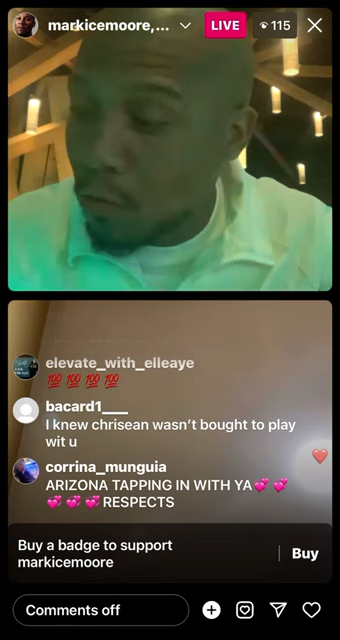 markicemoore,... LIVE 115
elevate_with_elleaye
💯 💯 💯 💯
bacard1___
I knew chrisean wasn't bought to play
wit u
corrina_munguia
ARIZONA TAPPING IN WITH YA💞 💞
💞 💞 💞 RESPECTS
Buy a badge to support
markicemoore
Buy
Comments off